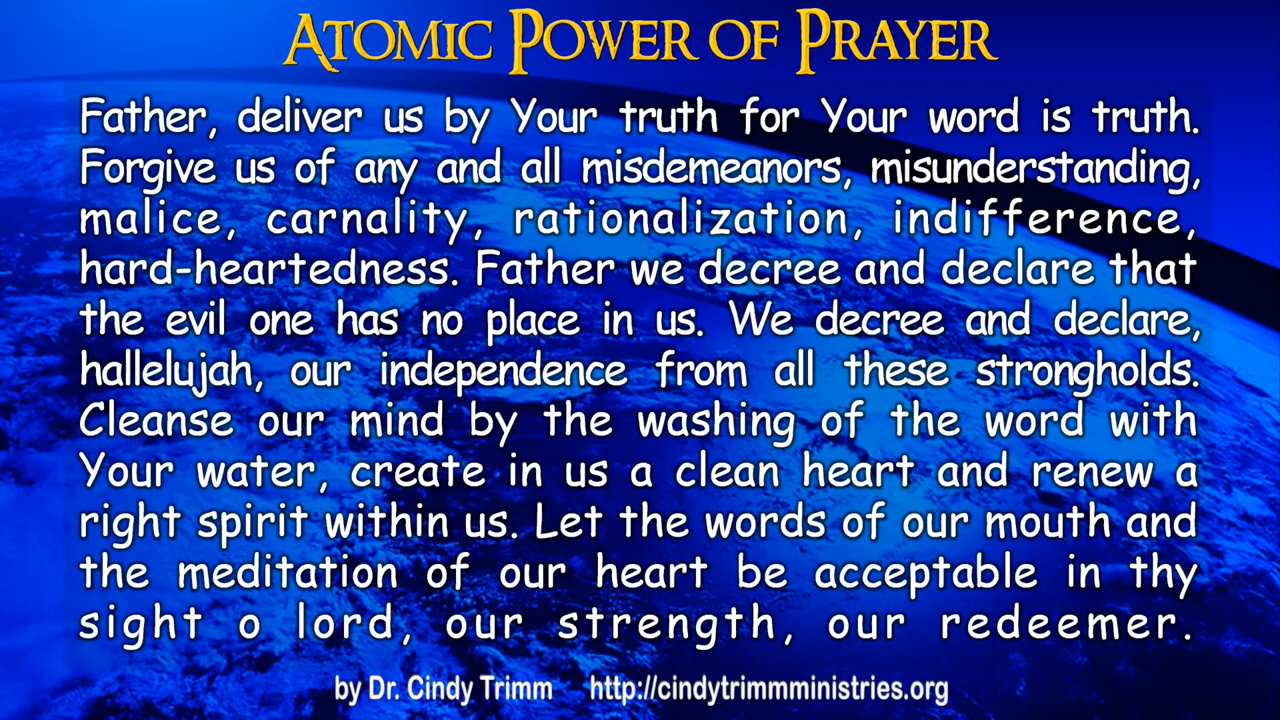 Atomic Power of Prayer
Father, deliver us by Your truth for Your word is truth.
Forgive us of any and all misdemeanors, misunderstanding,
malice, carnality, rationalization, indifference,
hard-heartedness. Father we decree and declare that
the evil one has no place in us. We decree and declare,
hallelujah, our independence from all these strongholds.
Cleanse our mind by the washing of the word with
Your water, create in us a clean heart and renew a
right spirit within us. Let the words of our mouth and
the meditation of our heart be acceptable in thy
sight o lord, our strength, our redeemer.
by Dr. Cindy Trimm http://cindytrimmministries.org